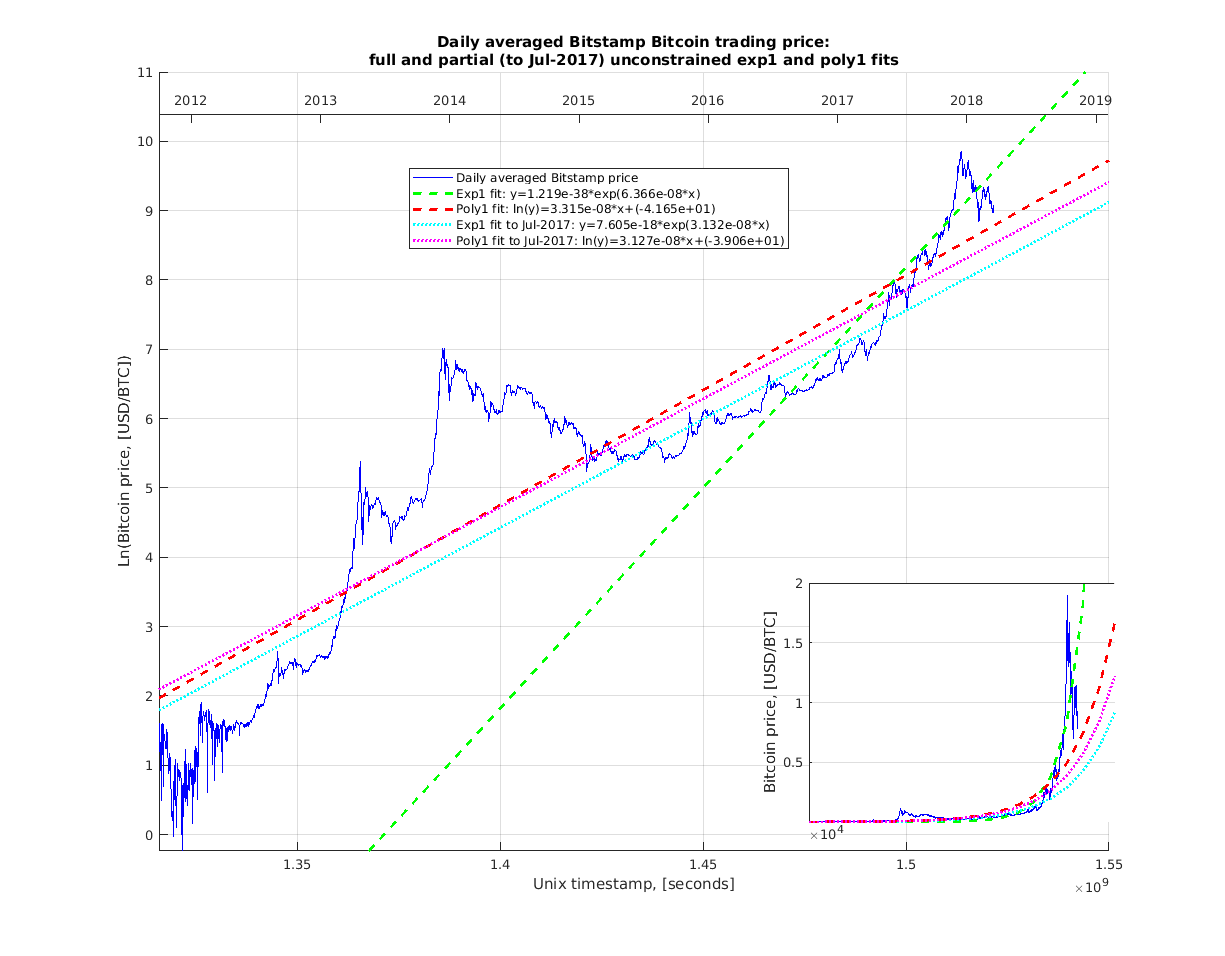 Daily averaged Bitstamp Bitcoin trading price:
full and partial (to Jul-2017) unconstrained exp1 and poly1 fits
11
2012 2013 2014 2015 2016 2017 2018 2019
10
Daily averaged Bitstamp price
Exp1 fit: y=1.219e-38*exp(6.366e-08*x)
Poly1 fit: ln(y)=3.315e-08*x+(-4.165e+01)
Exp1 fit to Jul-2017: y=7.605e-18*exp(3.132e-08*x)
Poly1 fit to Jul-2017: ln(y)=3.127e-08*x+(-3.906e+01)
9
8
7
6
5
4
3
2
1
0
Ln(Bitcoin price, [USD/BTC])
2
1.5
1
0.5
Bitcoin price, [USD/BTC]
×10^4
1.35 1.4 1.45 1.5 1.55
Unix timestamp, [seconds]
×10^9